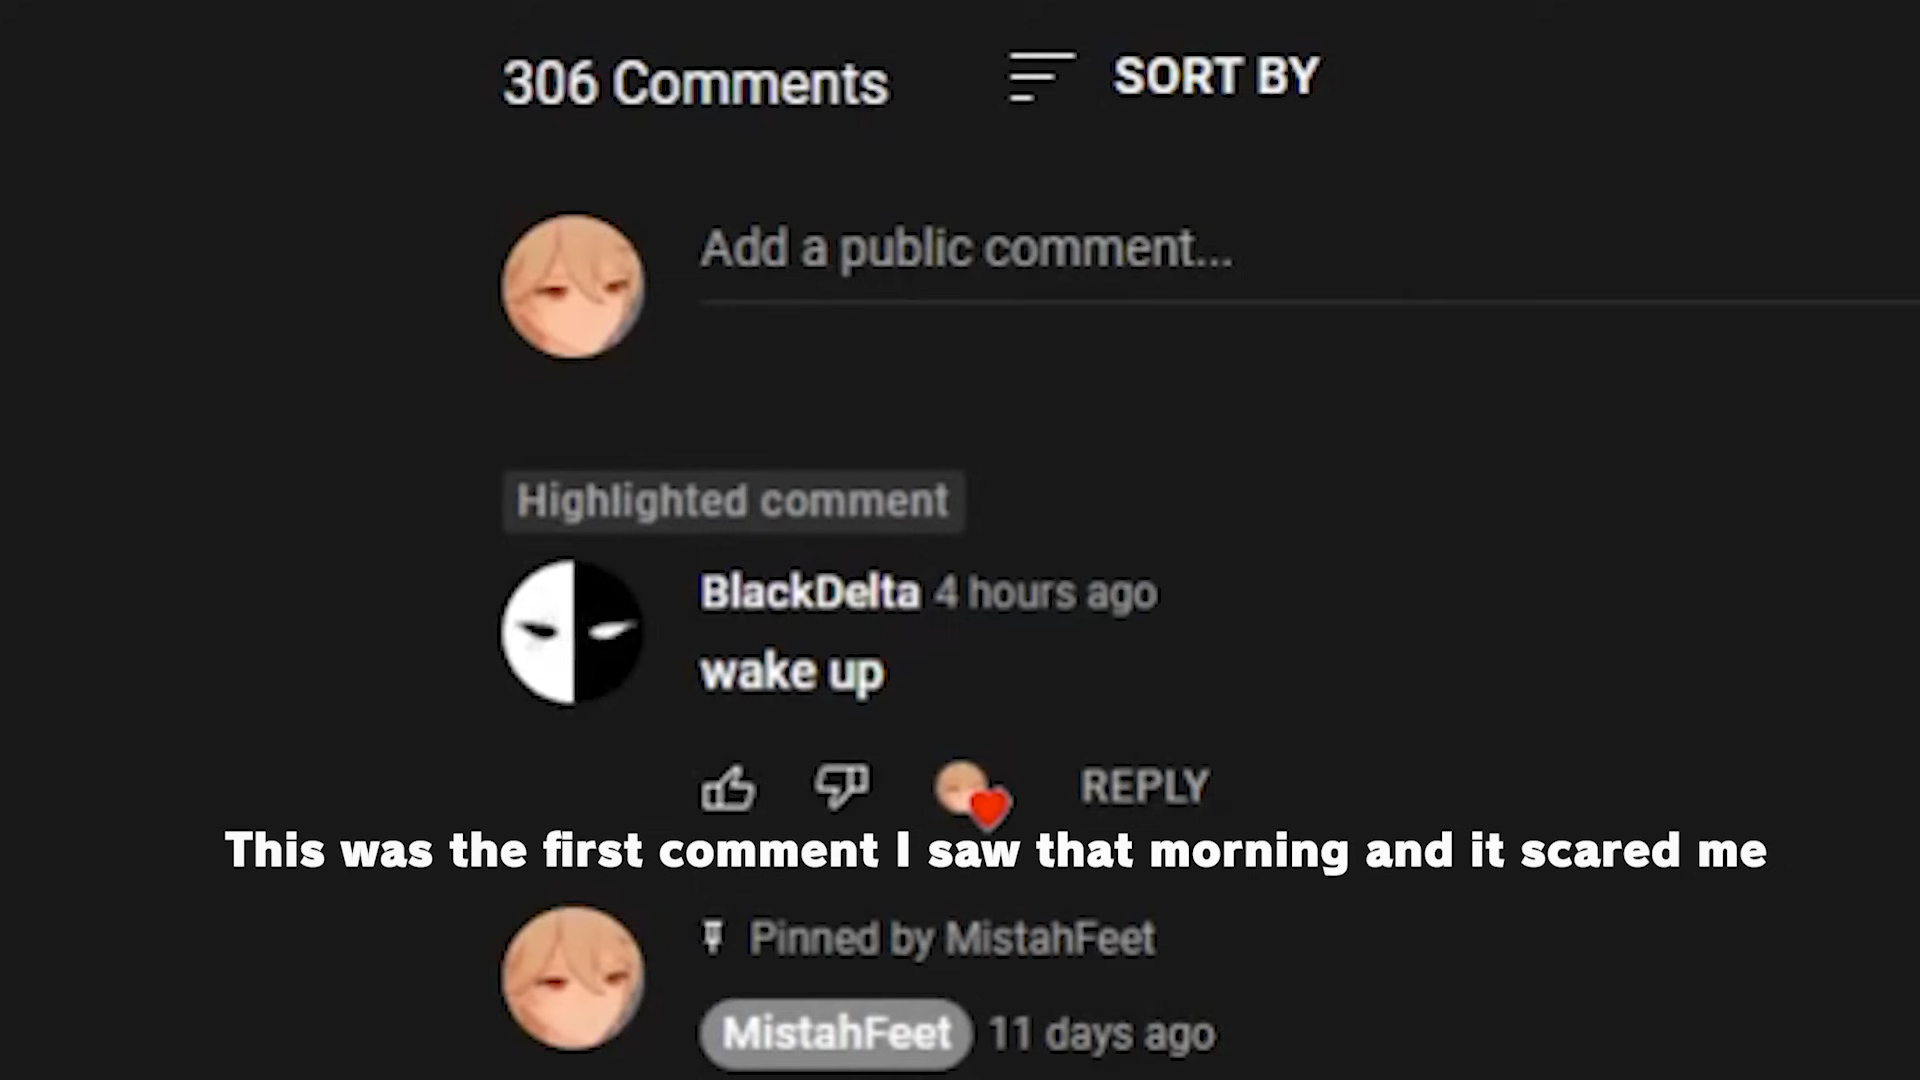 306 Comments
SORT BY
Add a public comment...
Highlighted comment
BlackDelta 4 hours ago
wake up
REPLY
This was the first comment I saw that morning and it scared me
Pinned by MistahFeet
MistahFeet 11 days ago